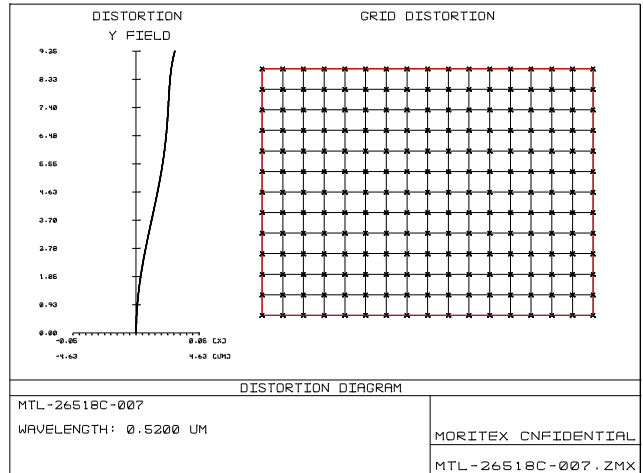 DISTORTION
Y FIELD
GRID DISTORTION
9.25
8.33
7.40
6.48
5.55
4.63
3.70
2.78
1.85
0.93
0.00
-0.05
0.05 [%]
-4.63
4.63 [UM]
DISTORTION DIAGRAM
MTL-26518C-007
WAVELENGTH: 0.5200 UM
MORITEX CNFIDENTIAL
MTL-26518C-007.ZMX